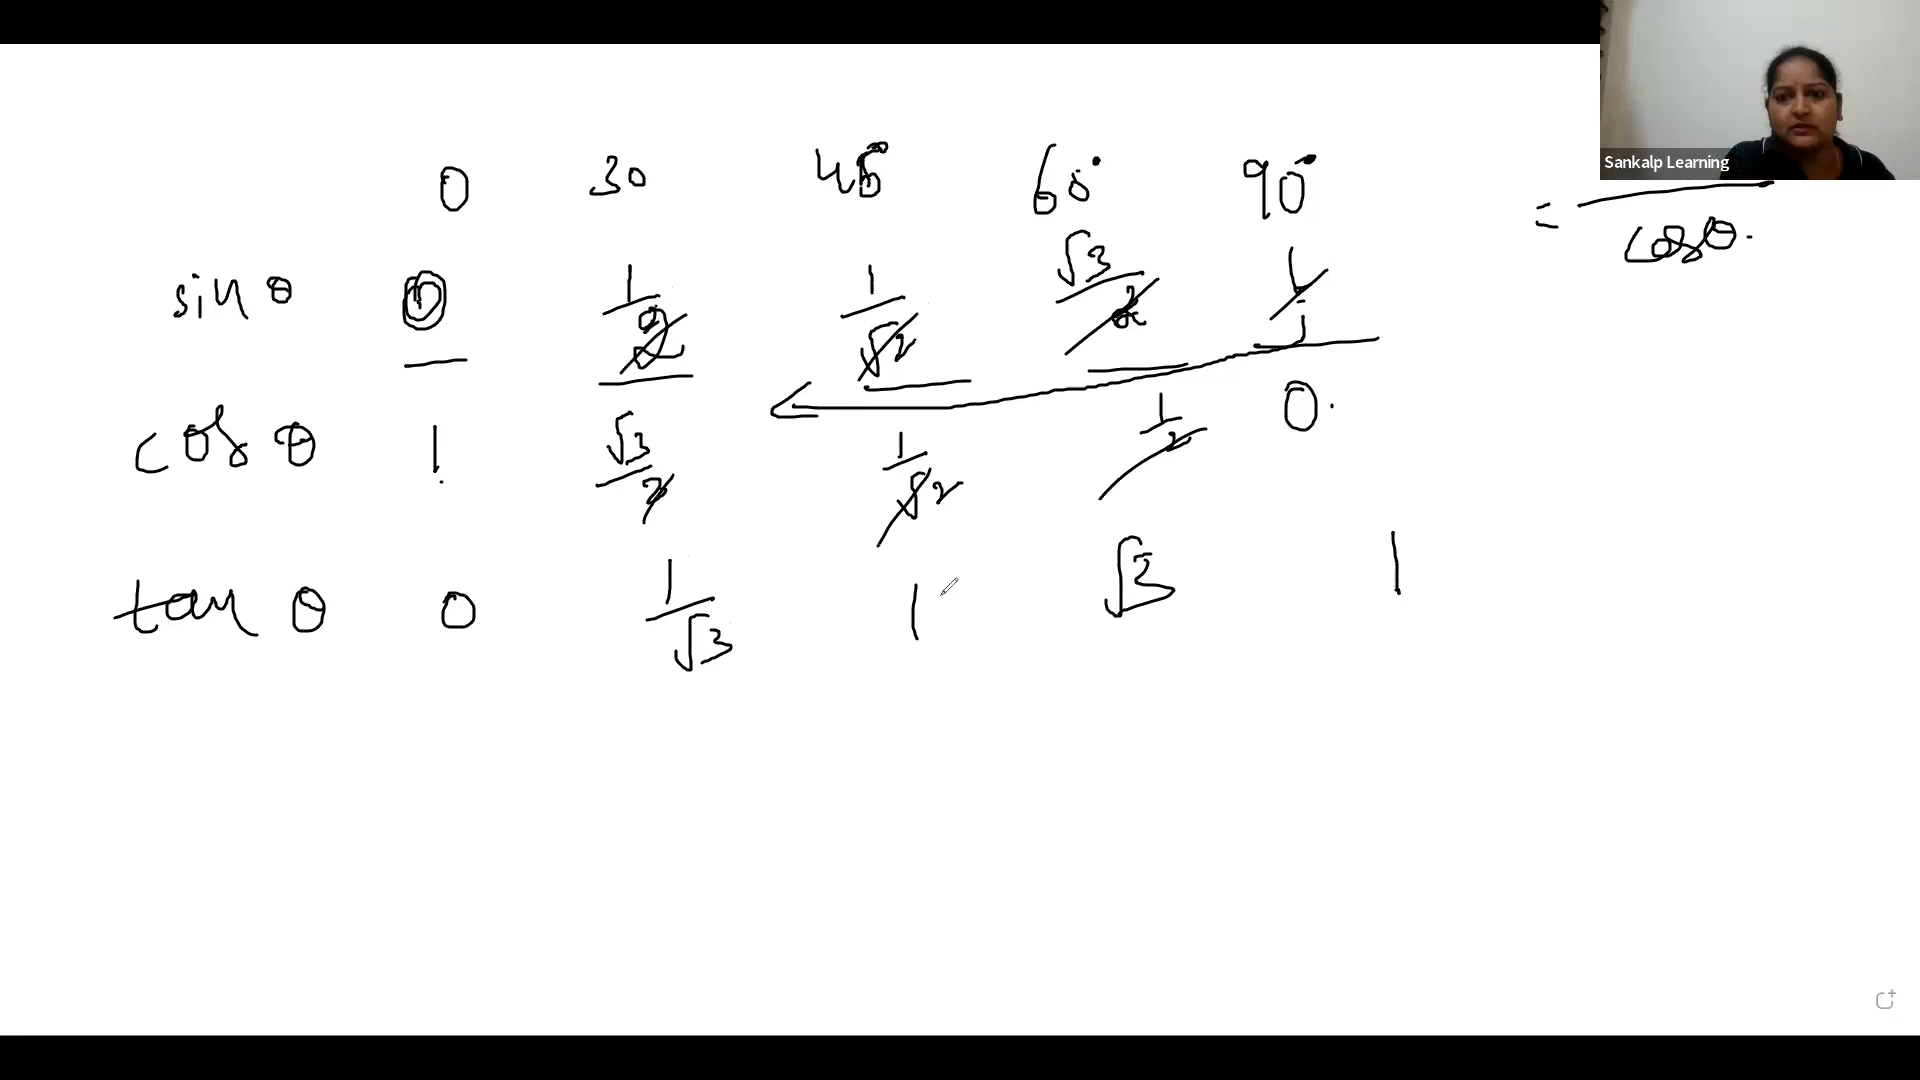 Sankalp Learning
0 30 45° 60° 90°
= —— cosθ.
sin θ 0 1/2 1/√2 √3/2 1/1
cos θ 1 √3/2 1/√2 1/2 0.
tan θ 0 1/√3 1 √3 1